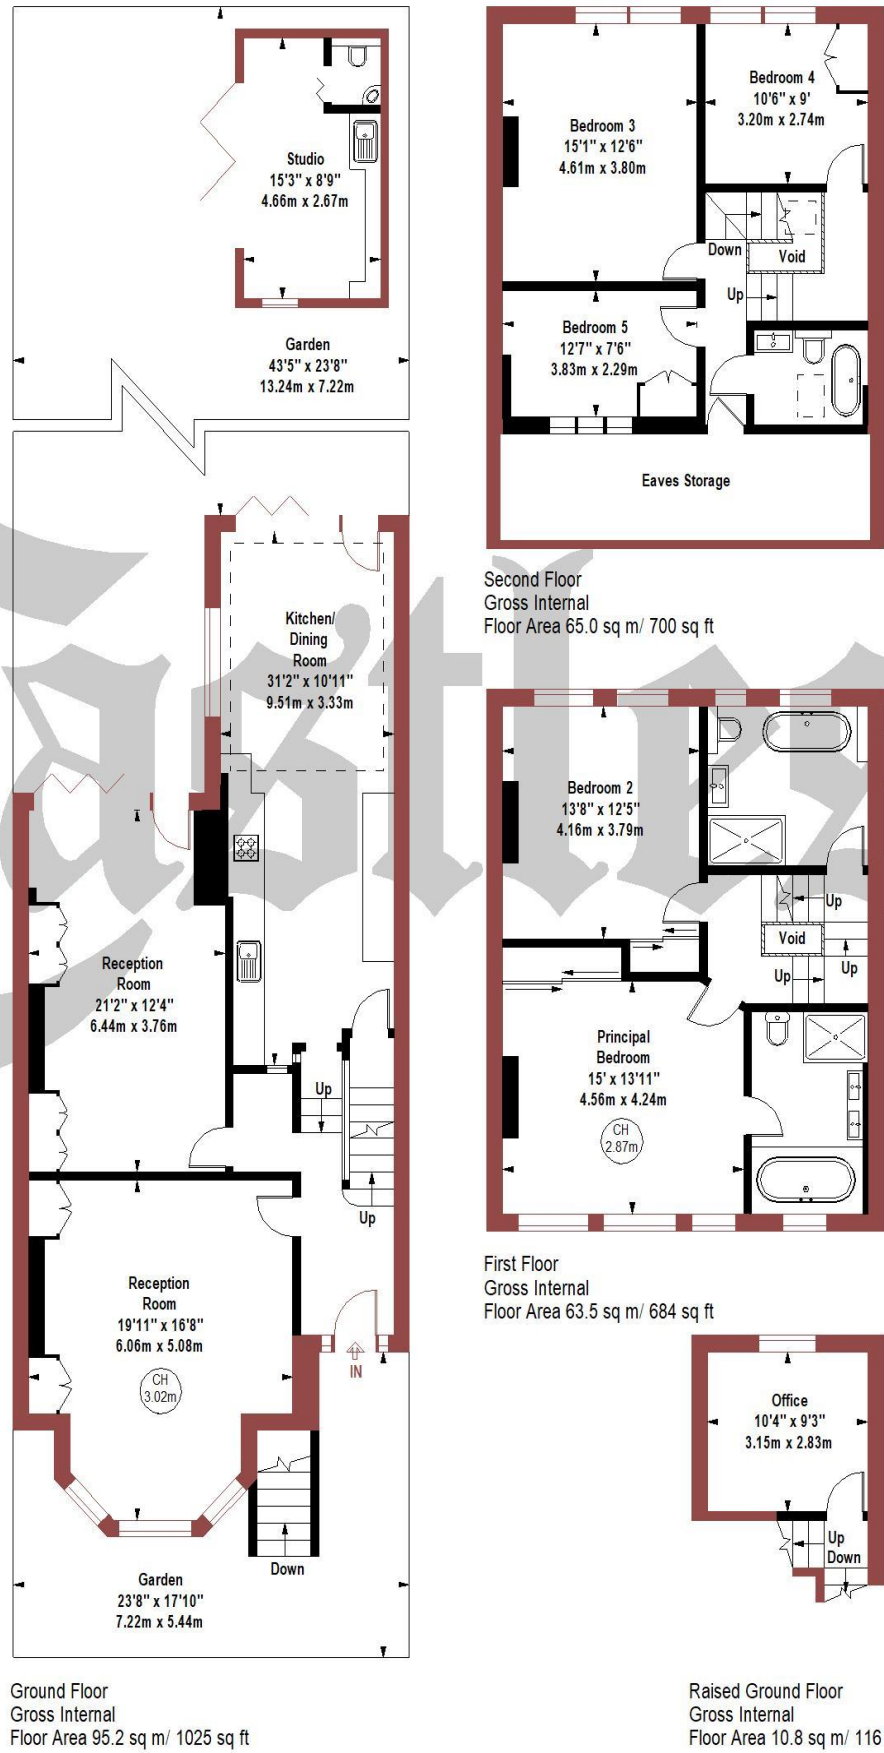 Studio
15'3" x 8'9"
4.66m x 2.67m
Garden
43'5" x 23'8"
13.24m x 7.22m
Kitchen/
Dining
Room
31'2" x 10'11"
9.51m x 3.33m
Reception
Room
21'2" x 12'4"
6.44m x 3.76m
Up
Up
Reception
Room
19'11" x 16'8"
6.06m x 5.08m
CH
3.02m
IN
Down
Garden
23'8" x 17'10"
7.22m x 5.44m
Ground Floor
Gross Internal
Floor Area 95.2 sq m/ 1025 sq ft
Bedroom 3
15'1" x 12'6"
4.61m x 3.80m
Bedroom 4
10'6" x 9'
3.20m x 2.74m
Down
Void
Up
Bedroom 5
12'7" x 7'6"
3.83m x 2.29m
Eaves Storage
Second Floor
Gross Internal
Floor Area 65.0 sq m/ 700 sq ft
Bedroom 2
13'8" x 12'5"
4.16m x 3.79m
Up
Void
Up
Up
Principal
Bedroom
15' x 13'11"
4.56m x 4.24m
CH
2.87m
First Floor
Gross Internal
Floor Area 63.5 sq m/ 684 sq ft
Office
10'4" x 9'3"
3.15m x 2.83m
Up
Down
Raised Ground Floor
Gross Internal
Floor Area 10.8 sq m/ 116